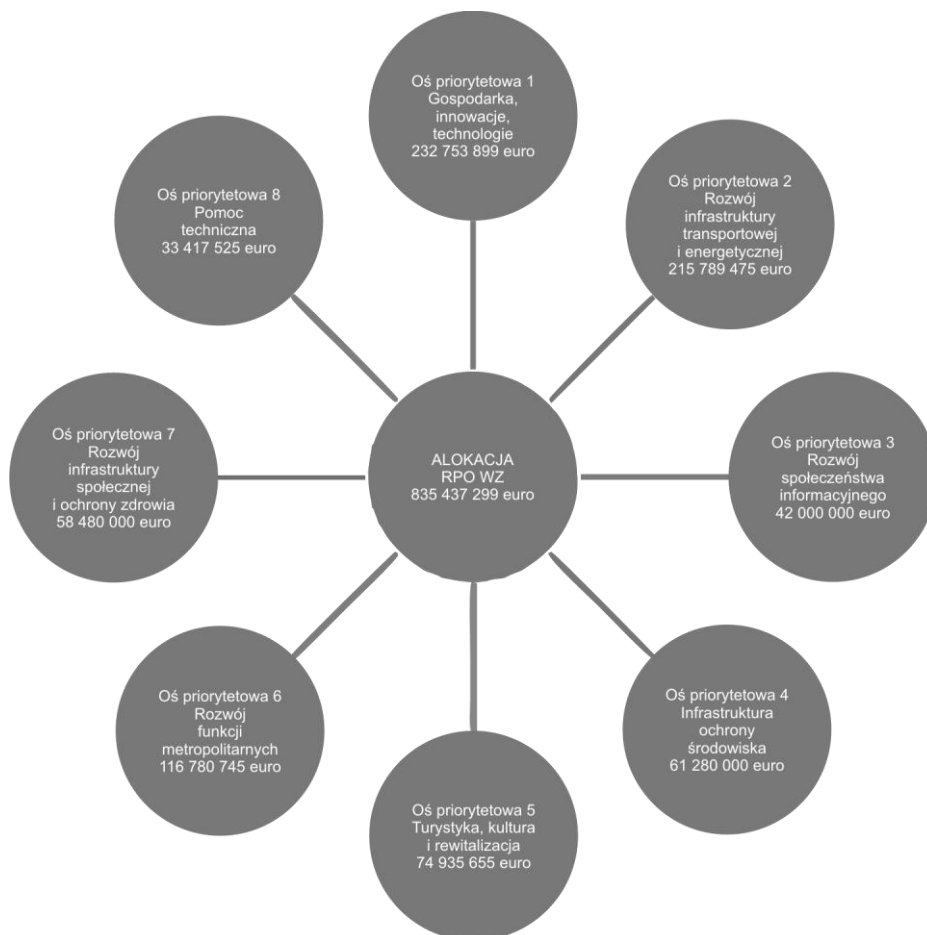 Oś priorytetowa 1
Gospodarka,
innowacje,
technologie
232 753 899 euro
Oś priorytetowa 2
Rozwój
infrastruktury
transportowej
i energetycznej
215 789 475 euro
Oś priorytetowa 3
Rozwój
społeczeństwa
informacyjnego
42 000 000 euro
Oś priorytetowa 4
Infrastruktura
ochrony
środowiska
61 280 000 euro
Oś priorytetowa 5
Turystyka, kultura
i rewitalizacja
74 935 655 euro
Oś priorytetowa 6
Rozwój
funkcji
metropolitarnych
116 780 745 euro
Oś priorytetowa 7
Rozwój
infrastruktury
społecznej
i ochrony zdrowia
58 480 000 euro
Oś priorytetowa 8
Pomoc
techniczna
33 417 525 euro
ALOKACJA
RPO WZ
835 437 299 euro